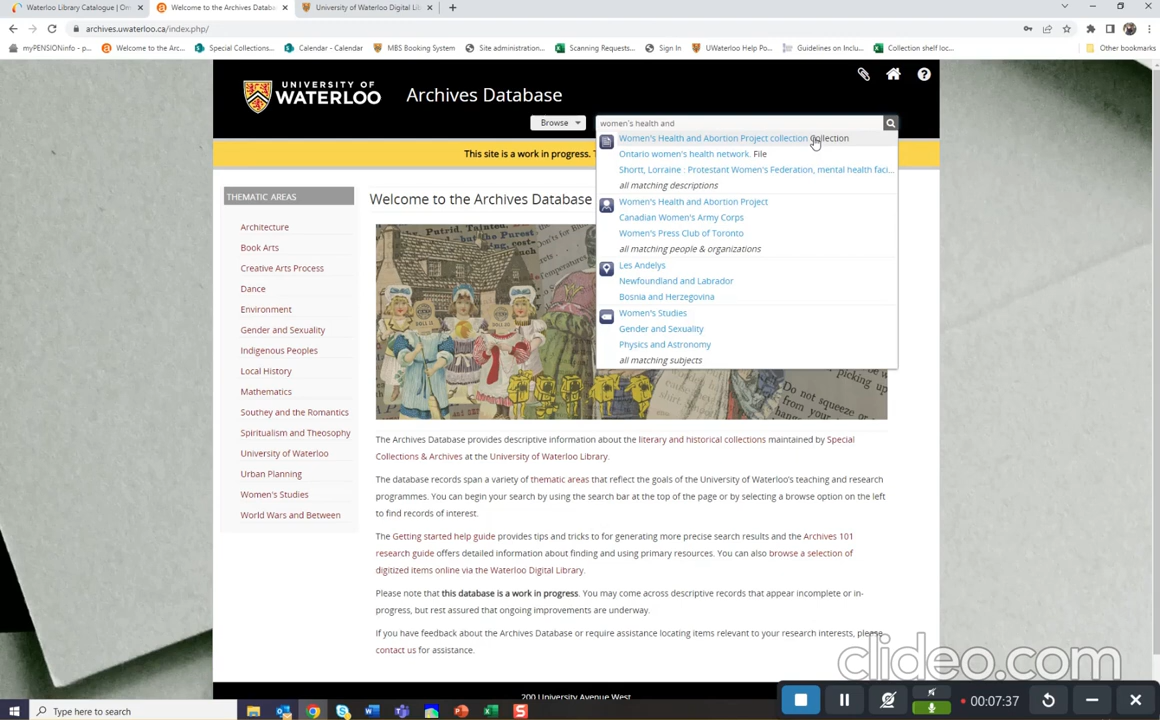 Waterloo Library Catalogue | Om
Welcome to the Archives Databa
University of Waterloo Digital Lib
archives.uwaterloo.ca/index.php/
myPENSIONinfo - p...
Welcome to the Arc...
Special Collections...
Calendar - Calendar
MBS Booking System
Site administration...
Scanning Requests...
Sign In
UWaterloo Help Po...
Guidelines on Inclu...
Collection shelf loc...
Other bookmarks
UNIVERSITY OF
WATERLOO
Archives Database
Browse
women's health and
This site is a work in progress.
Women's Health and Abortion Project collection Collection
Ontario women's health network. File
Shortt, Lorraine : Protestant Women's Federation, mental health faci...
all matching descriptions
Women's Health and Abortion Project
Canadian Women's Army Corps
Women's Press Club of Toronto
all matching people & organizations
Les Andelys
Newfoundland and Labrador
Bosnia and Herzegovina
Women's Studies
Gender and Sexuality
Physics and Astronomy
all matching subjects
THEMATIC AREAS
Architecture
Book Arts
Creative Arts Process
Dance
Environment
Gender and Sexuality
Indigenous Peoples
Local History
Mathematics
Southey and the Romantics
Spiritualism and Theosophy
University of Waterloo
Urban Planning
Women's Studies
World Wars and Between
Welcome to the Archives Database
The Archives Database provides descriptive information about the literary and historical collections maintained by Special
Collections & Archives at the University of Waterloo Library.
The database records span a variety of thematic areas that reflect the goals of the University of Waterloo's teaching and research
programmes. You can begin your search by using the search bar at the top of the page or by selecting a browse option on the left
to find records of interest.
The Getting started help guide provides tips and tricks to for generating more precise search results and the Archives 101
research guide offers detailed information about finding and using primary resources. You can also browse a selection of
digitized items online via the Waterloo Digital Library.
Please note that this database is a work in progress. You may come across descriptive records that appear incomplete or in-
progress, but rest assured that ongoing improvements are underway.
If you have feedback about the Archives Database or require assistance locating items relevant to your research interests, please
contact us for assistance.
200 University Avenue West
clideo.com
Type here to search
00:07:37